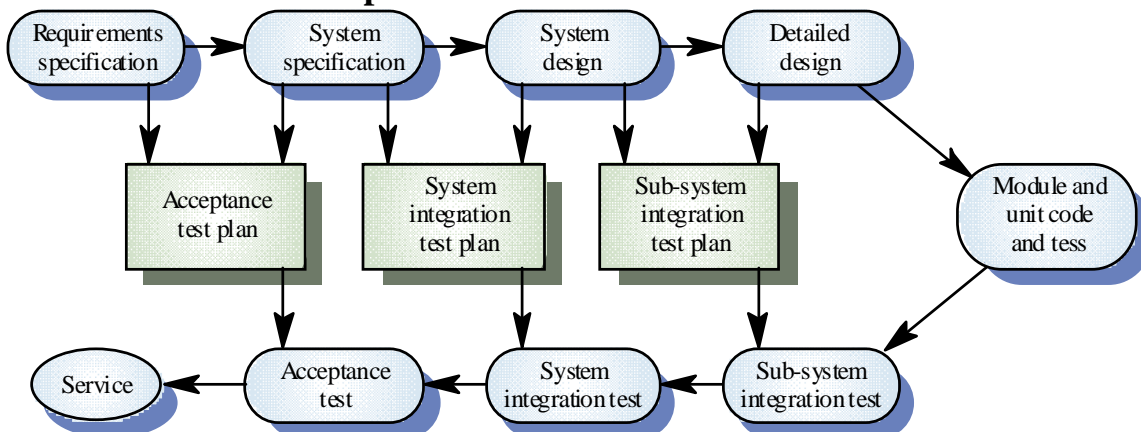 Requirements
specification
System
specification
System
design
Detailed
design
Acceptance
test plan
System
integration
test plan
Sub-system
integration
test plan
Module and
unit code
and tess
Service
Acceptance
test
System
integration test
Sub-system
integration test